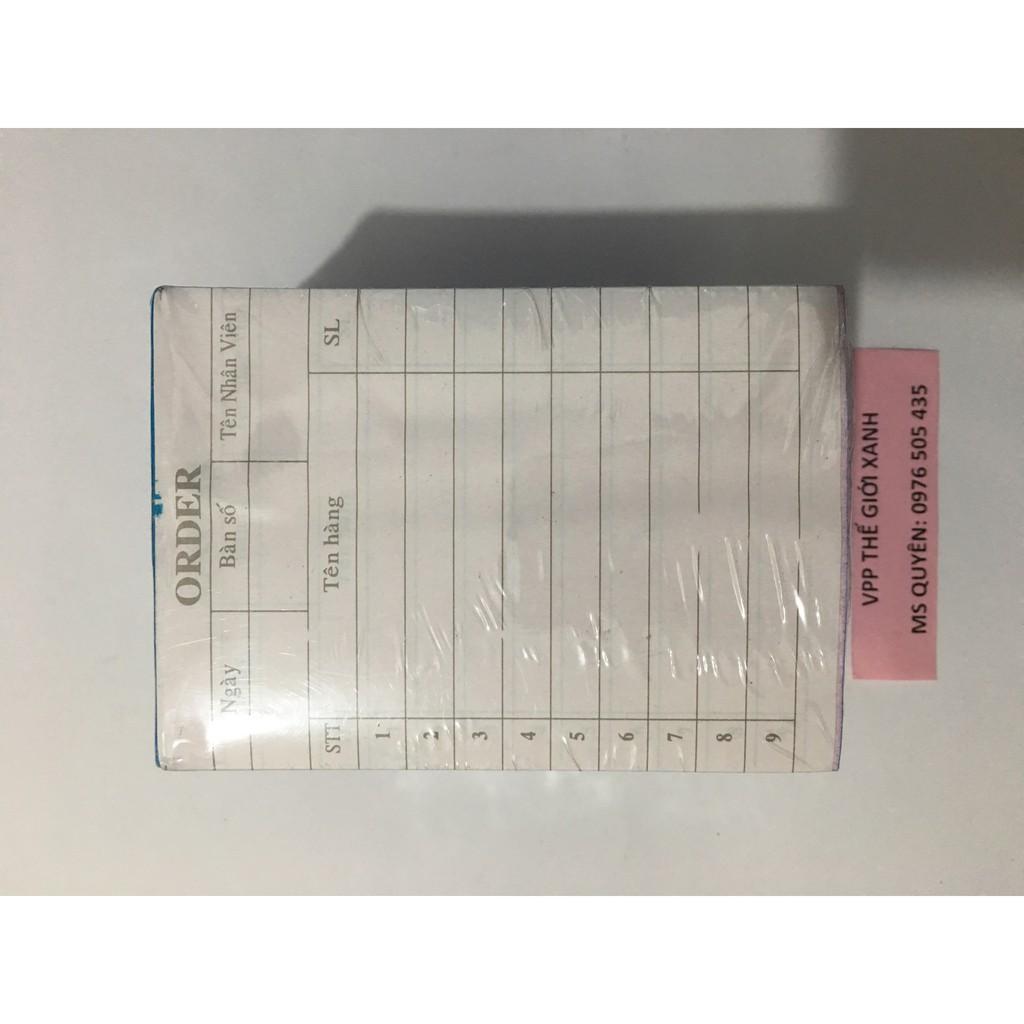 ORDER
Ngày Bàn số Tên Nhân Viên
STT Tên hàng SL
1
2
3
4
5
6
7
8
9
VPP THẾ GIỚI XANH
MS QUYÊN: 0976 505 435